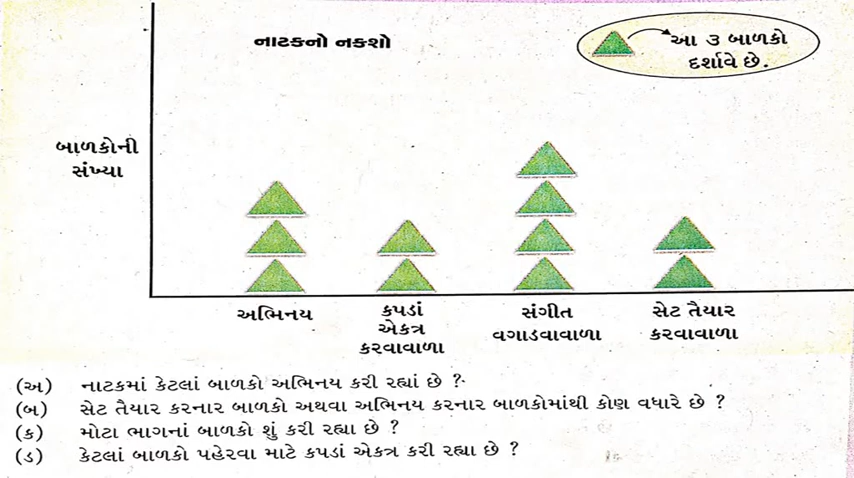 નાટકનો નકશો
આ ૩ બાળકો
દર્શાવે છે.
બાળકોની
સંખ્યા
અભિનય
કપડાં
એકત્ર
કરવાવાળા
સંગીત
વગાડવાવાળા
સેટ તૈયાર
કરવાવાળા
(અ) નાટકમાં કેટલાં બાળકો અભિનય કરી રહ્યાં છે ?
(બ) સેટ તૈયાર કરનાર બાળકો અથવા અભિનય કરનાર બાળકોમાંથી કોણ વધારે છે ?
(ક) મોટા ભાગનાં બાળકો શું કરી રહ્યા છે ?
(ડ) કેટલાં બાળકો પહેરવા માટે કપડાં એકત્ર કરી રહ્યા છે ?